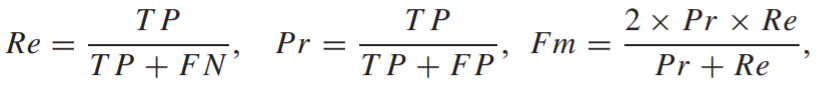 Re = TP / (TP + FN), Pr = TP / (TP + FP), Fm = (2 × Pr × Re) / (Pr + Re),